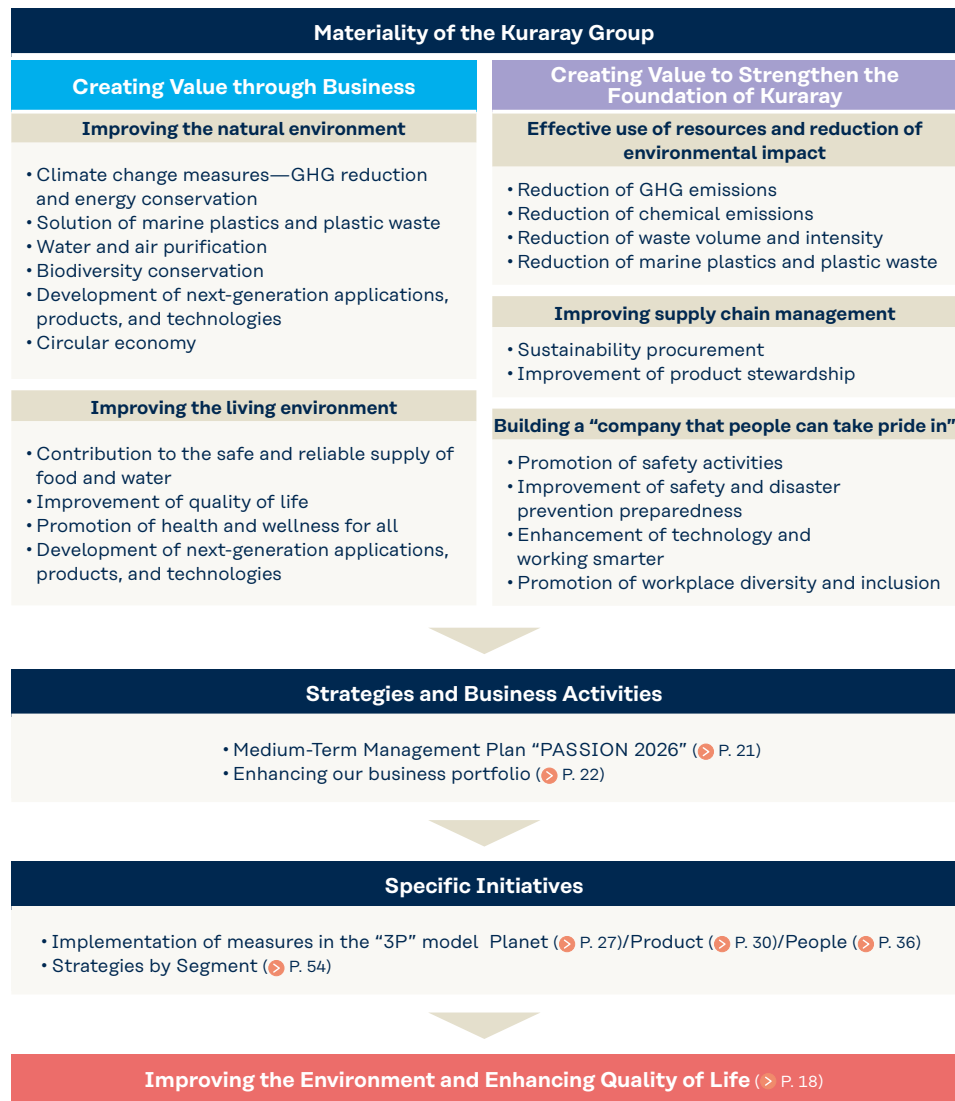 Materiality of the Kuraray Group
Creating Value through Business
Improving the natural environment
• Climate change measures—GHG reduction
and energy conservation
• Solution of marine plastics and plastic waste
• Water and air purification
• Biodiversity conservation
• Development of next-generation applications,
products, and technologies
• Circular economy
Improving the living environment
• Contribution to the safe and reliable supply of
food and water
• Improvement of quality of life
• Promotion of health and wellness for all
• Development of next-generation applications,
products, and technologies
Creating Value to Strengthen the
Foundation of Kuraray
Effective use of resources and reduction of
environmental impact
• Reduction of GHG emissions
• Reduction of chemical emissions
• Reduction of waste volume and intensity
• Reduction of marine plastics and plastic waste
Improving supply chain management
• Sustainability procurement
• Improvement of product stewardship
Building a “company that people can take pride in”
• Promotion of safety activities
• Improvement of safety and disaster
prevention preparedness
• Enhancement of technology and
working smarter
• Promotion of workplace diversity and inclusion
Strategies and Business Activities
• Medium-Term Management Plan “PASSION 2026” ( P. 21)
• Enhancing our business portfolio ( P. 22)
Specific Initiatives
• Implementation of measures in the “3P” model Planet ( P. 27)/Product ( P. 30)/People ( P. 36)
• Strategies by Segment ( P. 54)
Improving the Environment and Enhancing Quality of Life ( P. 18)